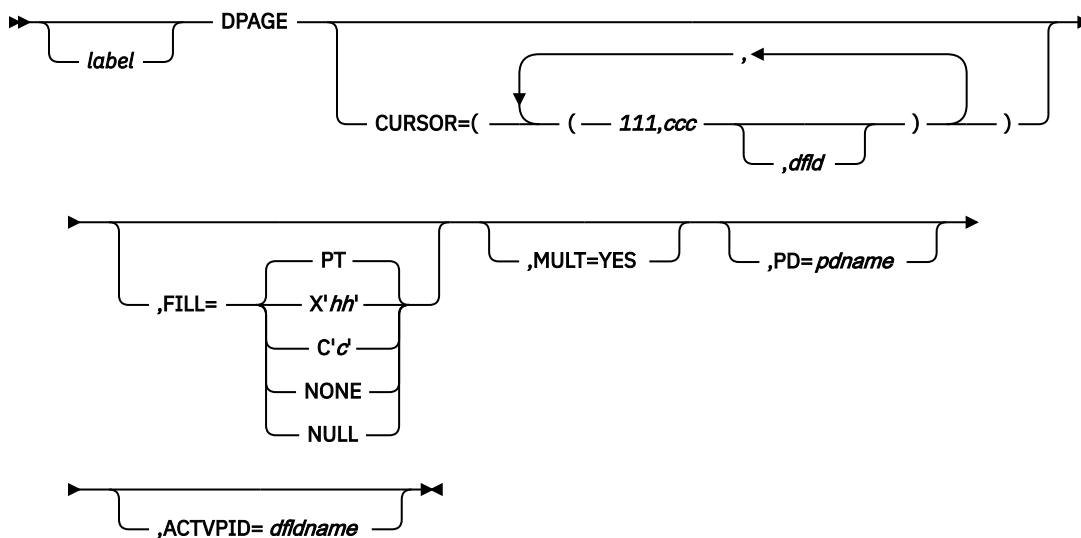 label
DPAGE
CURSOR=( ( 111,ccc ,dfld ) , )
,FILL=
PT
X'hh'
C'c'
NONE
NULL
,MULT=YES
,PD=pdname
,ACTVPID= dfldname